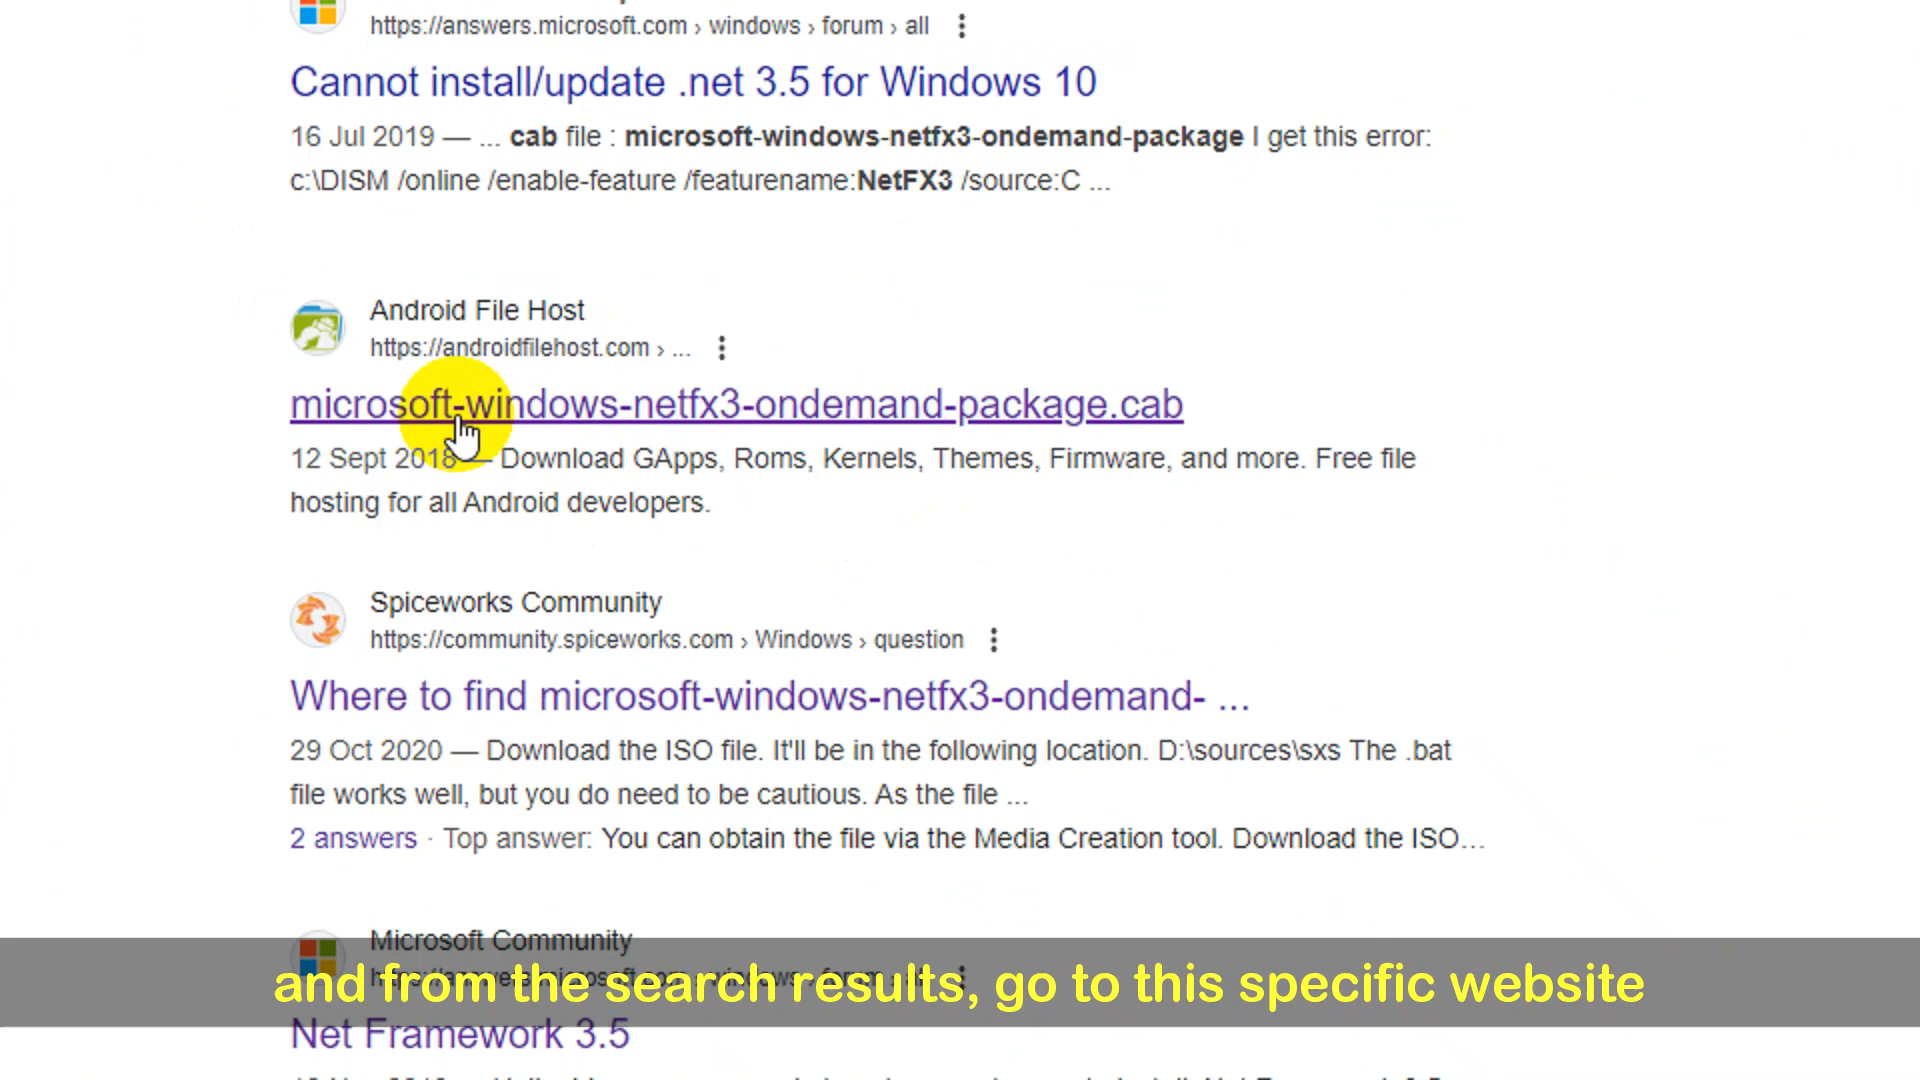 https://answers.microsoft.com › windows › forum › all
Cannot install/update .net 3.5 for Windows 10
16 Jul 2019 — ... cab file : microsoft-windows-netfx3-ondemand-package I get this error:
c:\DISM /online /enable-feature /featurename:NetFX3 /source:C ...
Android File Host
https://androidfilehost.com › ...
microsoft-windows-netfx3-ondemand-package.cab
12 Sept 2018 — Download GApps, Roms, Kernels, Themes, Firmware, and more. Free file
hosting for all Android developers.
Spiceworks Community
https://community.spiceworks.com › Windows › question
Where to find microsoft-windows-netfx3-ondemand- ...
29 Oct 2020 — Download the ISO file. It'll be in the following location. D:\sources\sxs The .bat
file works well, but you do need to be cautious. As the file ...
2 answers · Top answer: You can obtain the file via the Media Creation tool. Download the ISO...
Microsoft Community
and from the search results, go to this specific website
Net Framework 3.5